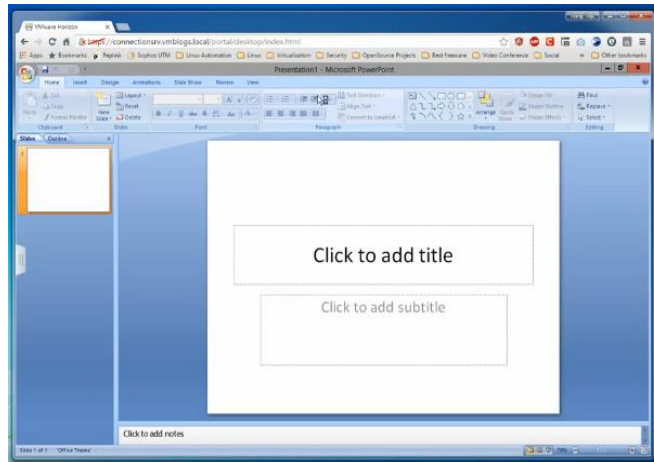 VMware Horizon
https://connectionsrv.vmblogs.local/portal/desktop/index.html
Apps Bookmarks Peplink Sophos UTM Linux Automation Linux Virtualization Security OpenSource Projects Best freeware Video Conference Social Other bookmarks
Presentation1 - Microsoft PowerPoint
Home Insert Design Animations Slide Show Review View
Cut Layout Text Direction Shape Fill Find
Paste Copy New Slide Reset Align Text Arrange Quick Styles Shape Outline Replace
Format Painter Delete Convert to SmartArt Shape Effects Select
Clipboard Slides Font Paragraph Drawing Editing
Slides Outline
1
Click to add title
Click to add subtitle
Click to add notes
Slide 1 of 1 "Office Theme"